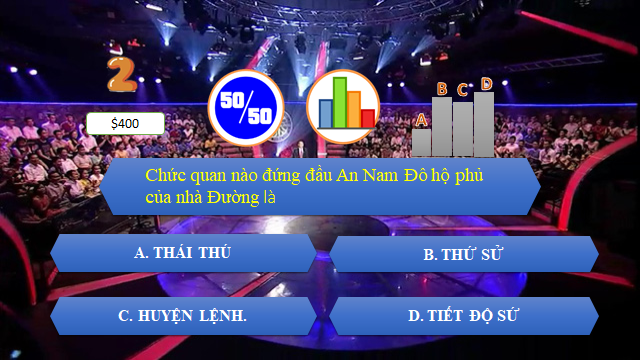 2
$400
50/50
A B C D
Chức quan nào đứng đầu An Nam Đô hộ phủ
của nhà Đường là
A. THÁI THÚ
B. THỨ SỬ
C. HUYỆN LỆNH.
D. TIẾT ĐỘ SỨ